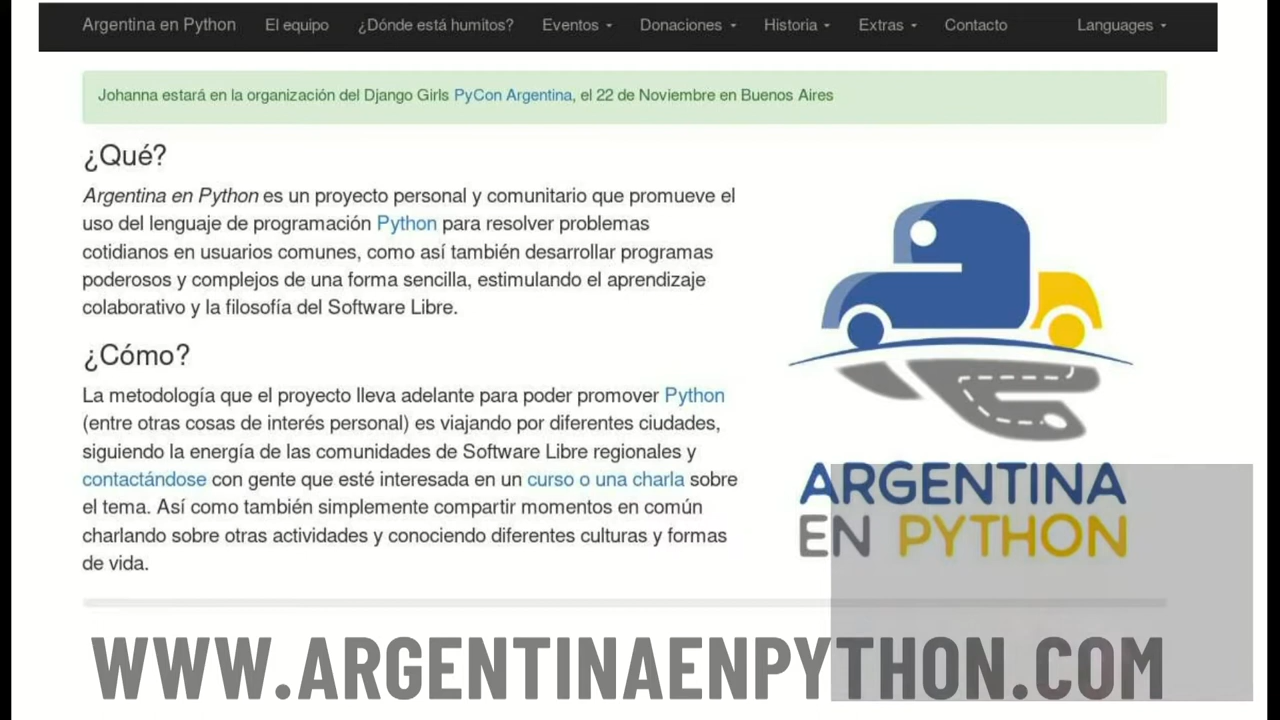 Argentina en Python El equipo ¿Dónde está humitos? Eventos Donaciones Historia Extras Contacto Languages
Johanna estará en la organización del Django Girls PyCon Argentina, el 22 de Noviembre en Buenos Aires
¿Qué?
Argentina en Python es un proyecto personal y comunitario que promueve el
uso del lenguaje de programación Python para resolver problemas
cotidianos en usuarios comunes, como así también desarrollar programas
poderosos y complejos de una forma sencilla, estimulando el aprendizaje
colaborativo y la filosofía del Software Libre.
¿Cómo?
La metodología que el proyecto lleva adelante para poder promover Python
(entre otras cosas de interés personal) es viajando por diferentes ciudades,
siguiendo la energía de las comunidades de Software Libre regionales y
contactándose con gente que esté interesada en un curso o una charla sobre
el tema. Así como también simplemente compartir momentos en común
charlando sobre otras actividades y conociendo diferentes culturas y formas
de vida.
ARGENTINA
EN PYTHON
WWW.ARGENTINAENPYTHON.COM